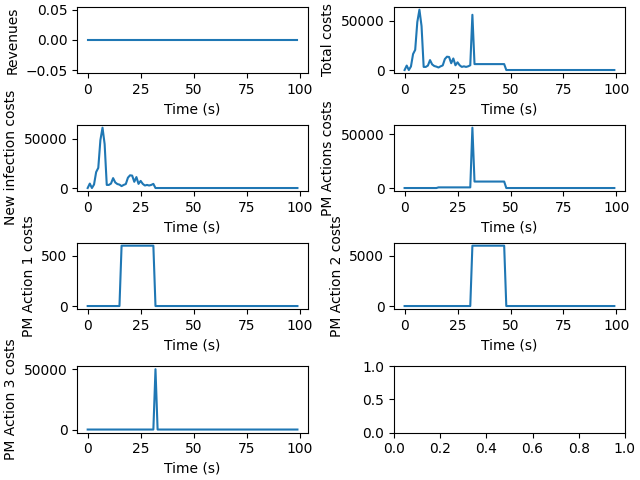 Revenues
0.05
0.00
−0.05
0 25 50 75 100
Time (s)
Total costs
50000
0
0 25 50 75 100
Time (s)
New infection costs
50000
0
0 25 50 75 100
Time (s)
PM Actions costs
50000
0
0 25 50 75 100
Time (s)
PM Action 1 costs
500
0
0 25 50 75 100
Time (s)
PM Action 2 costs
5000
0
0 25 50 75 100
Time (s)
PM Action 3 costs
50000
0
0 25 50 75 100
Time (s)
1.0
0.5
0.0
0.0 0.2 0.4 0.6 0.8 1.0